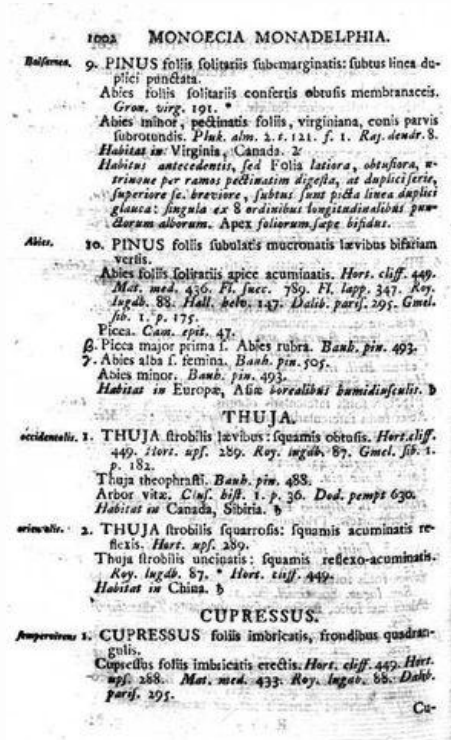 1002 MONOECIA MONADELPHIA.
Balsamea. 9. PINUS foliis solitariis subemarginatis: subtus linea du-
plici punctata.
Abies foliis solitariis confertis obtusis membranaceis.
Gron. virg. 191. *
Abies minor, pectinatis foliis, virginiana, conis parvis
subrotundis. Pluk. alm. 2. t. 121. f. 1. Raj. dendr. 8.
Habitat in Virginia, Canada.
Habitus antecedentis, sed Folia latiora, obtusiora, u-
trinque per ramos pectinatim digesta, at duplici serie,
superiore sc. breviore, subtus sunt picta linea duplici
glauca: singula ex 8 ordinibus longitudinalibus pun-
ctorum alborum. Apex foliorum sæpe bifidus.
Abies. 10. PINUS foliis subulatis mucronatis lævibus bifariam
versis.
Abies foliis solitariis apice acuminatis. Hort. cliff. 449.
Mat. med. 436. Fl. suec. 789. Fl. lapp. 347. Roy.
lugdb. 88. Hall. helv. 147. Dalib. paris. 295. Gmel.
sib. 1. p. 175.
Picea. Cam. epit. 47.
β. Picea major prima s. Abies rubra. Bauh. pin. 493.
γ. Abies alba s. femina. Bauh. pin. 505.
Abies minor. Bauh. pin. 493.
Habitat in Europæ, Asiæ borealibus humidiusculis. ♄
THUJA.
occidentalis. 1. THUJA strobilis lævibus: squamis obtusis. Hort. cliff.
449. Hort. ups. 289. Roy. lugdb. 87. Gmel. sib. 1.
p. 182.
Thuja theophrasti. Bauh. pin. 488.
Arbor vitæ. Clus. hist. 1. p. 36. Dod. pempt 630.
Habitat in Canada, Sibiria. ♄
orientalis. 2. THUJA strobilis squarrosis: squamis acuminatis re-
flexis. Hort. ups. 289.
Thuja strobilis uncinatis: squamis reflexo-acuminatis.
Roy. lugdb. 87. * Hort. cliff. 449.
Habitat in China. ♄
CUPRESSUS.
sempervirens 1. CUPRESSUS foliis imbricatis, frondibus quadran-
gulis.
Cupressus foliis imbricatis erectis. Hort. cliff. 449. Hort.
ups. 288. Mat. med. 433. Roy. lugdb. 88. Dalib.
paris. 295.
Cu-